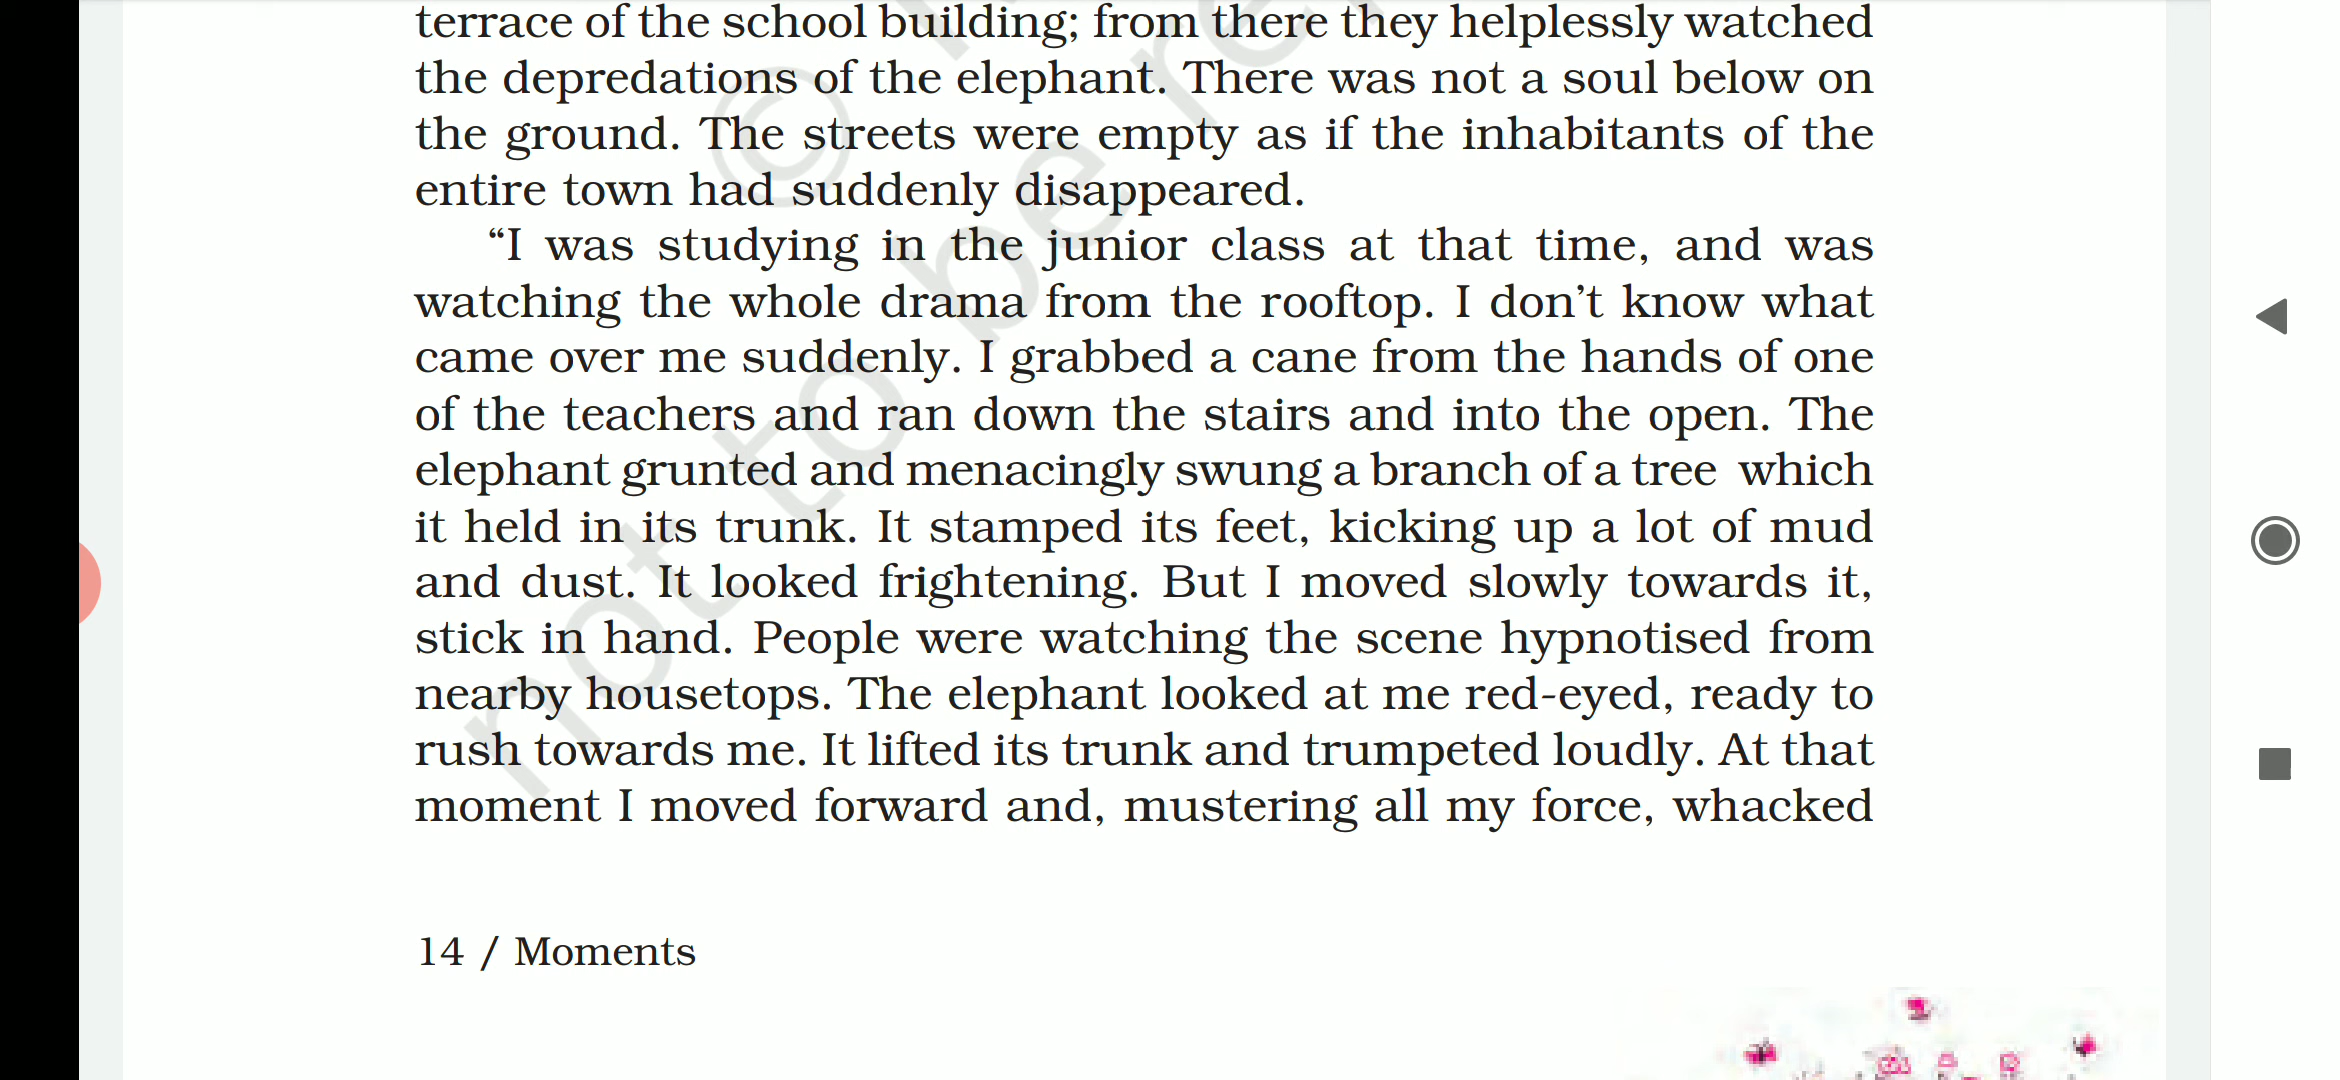 terrace of the school building; from there they helplessly watched
the depredations of the elephant. There was not a soul below on
the ground. The streets were empty as if the inhabitants of the
entire town had suddenly disappeared.
“I was studying in the junior class at that time, and was
watching the whole drama from the rooftop. I don’t know what
came over me suddenly. I grabbed a cane from the hands of one
of the teachers and ran down the stairs and into the open. The
elephant grunted and menacingly swung a branch of a tree which
it held in its trunk. It stamped its feet, kicking up a lot of mud
and dust. It looked frightening. But I moved slowly towards it,
stick in hand. People were watching the scene hypnotised from
nearby housetops. The elephant looked at me red-eyed, ready to
rush towards me. It lifted its trunk and trumpeted loudly. At that
moment I moved forward and, mustering all my force, whacked
14 / Moments
©
not to be